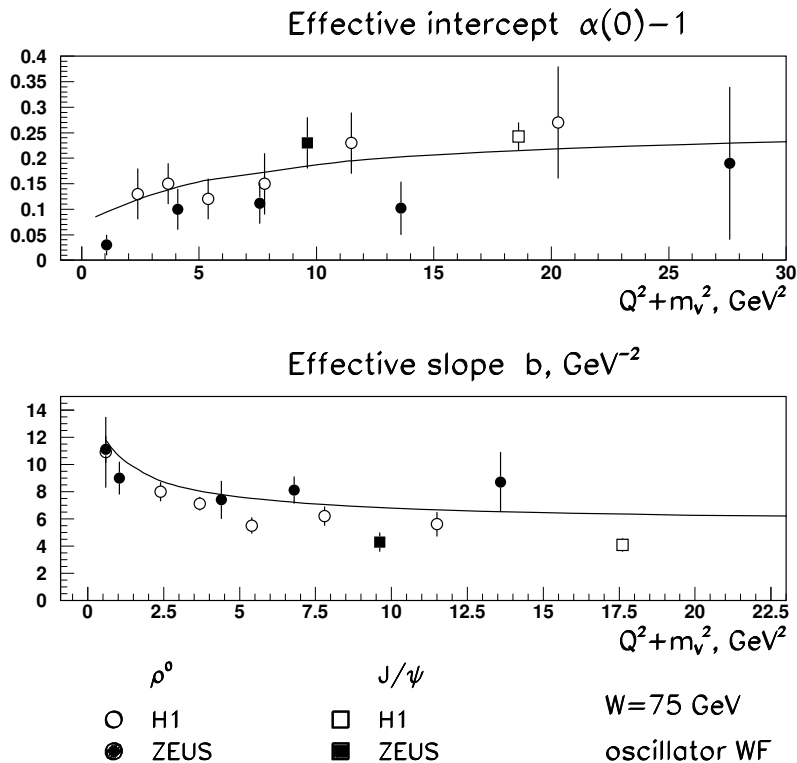 Effective intercept α(0)−1
0.4
0.35
0.3
0.25
0.2
0.15
0.1
0.05
0
0 5 10 15 20 25 30
Q²+mᵥ², GeV²
Effective slope b, GeV⁻²
14
12
10
8
6
4
2
0
0 2.5 5 7.5 10 12.5 15 17.5 20 22.5
Q²+mᵥ², GeV²
ρ⁰ J/ψ
H1 H1 W=75 GeV
ZEUS ZEUS oscillator WF